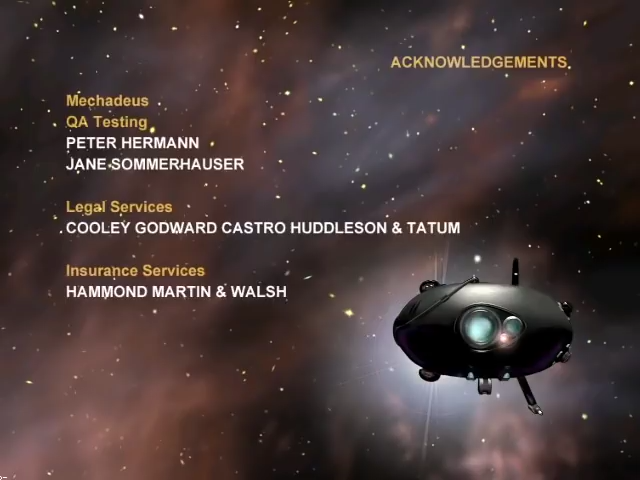 ACKNOWLEDGEMENTS
Mechadeus
QA Testing
PETER HERMANN
JANE SOMMERHAUSER
Legal Services
COOLEY GODWARD CASTRO HUDDLESON & TATUM
Insurance Services
HAMMOND MARTIN & WALSH